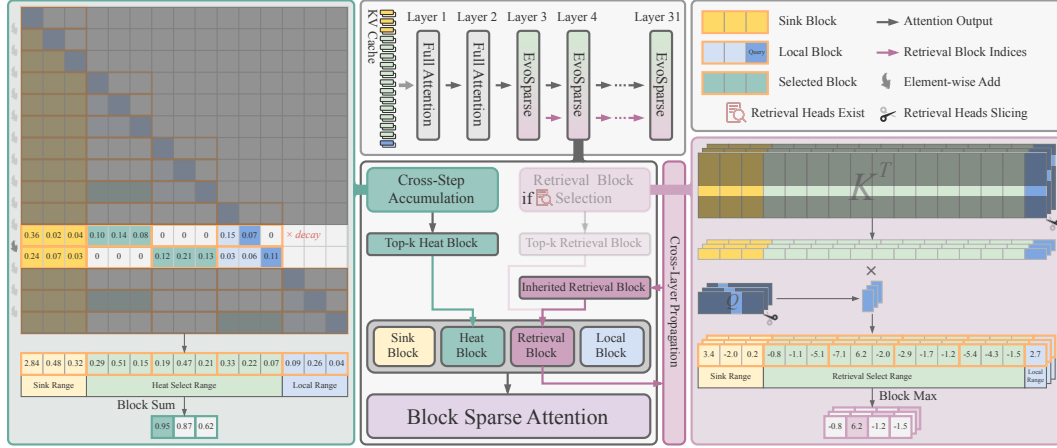 0.36 0.02 0.04 0.10 0.14 0.08 0 0 0 0.15 0.07 0 × decay
0.24 0.07 0.03 0 0 0 0.12 0.21 0.13 0.03 0.06 0.11
2.84 0.48 0.32 0.29 0.51 0.15 0.19 0.47 0.21 0.33 0.22 0.07 0.09 0.26 0.04
Sink Range Heat Select Range Local Range
Block Sum
0.95 0.87 0.62
KV Cache
Layer 1 Layer 2 Layer 3 Layer 4 Layer 31
Full Attention
Full Attention
EvoSparse
EvoSparse
EvoSparse
Cross-Step
Accumulation
Retrieval Block
if Selection
Top-k Heat Block
Top-k Retrieval Block
Inherited Retrieval Block
Sink
Block
Heat
Block
Retrieval
Block
Local
Block
Block Sparse Attention
Cross-Layer Propagation
Sink Block
Attention Output
Local Block
Query
Retrieval Block Indices
Selected Block
Element-wise Add
Retrieval Heads Exist
Retrieval Heads Slicing
K^T
×
Q
3.4 -2.0 0.2 -0.8 -1.1 -5.1 -7.1 6.2 -2.0 -2.9 -1.7 -1.2 -5.4 -4.3 -1.5 2.7
Sink Range Retrieval Select Range Local
Range
Block Max
-0.8 6.2 -1.2 -1.5